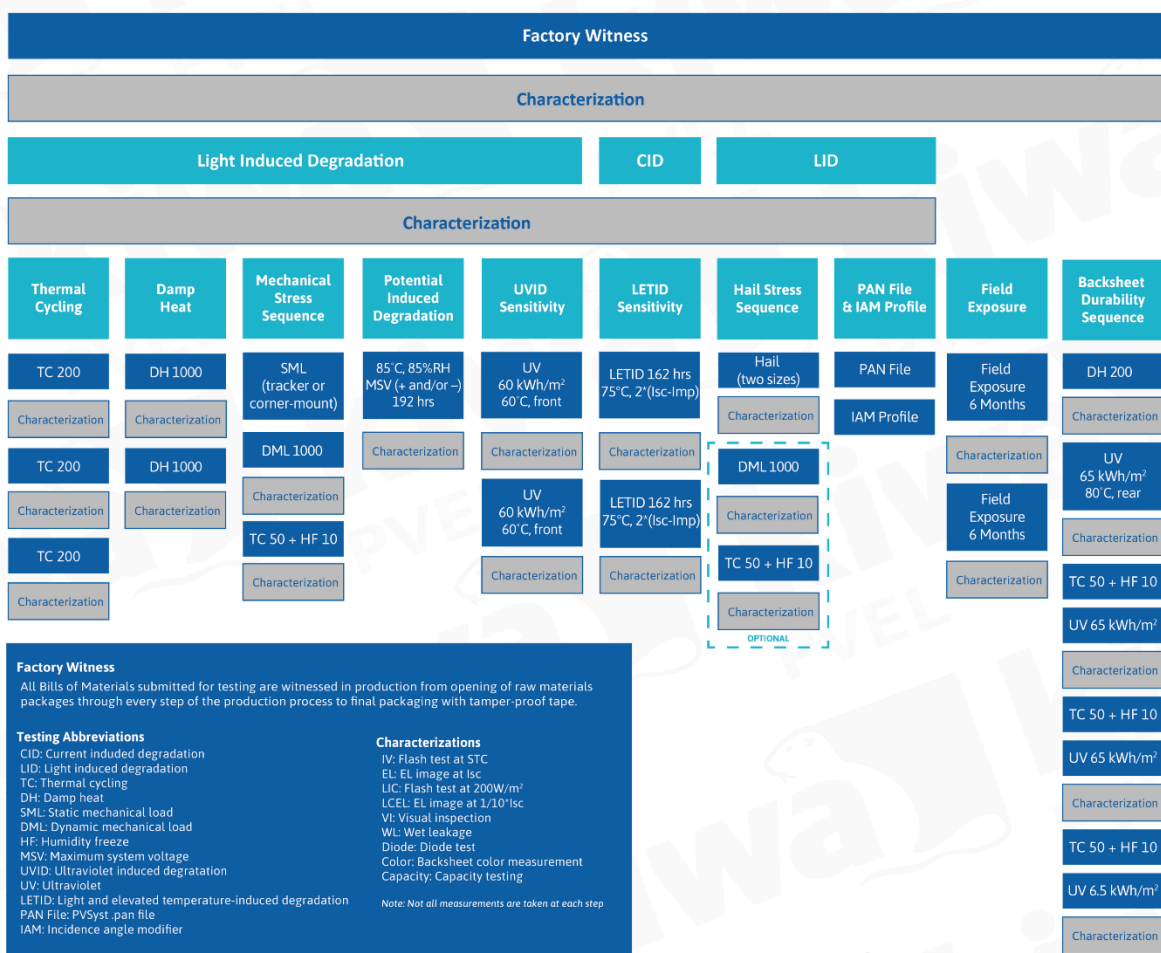 Factory Witness
Characterization
Light Induced Degradation
CID
LID
Characterization
Thermal
Cycling
TC 200
Characterization
TC 200
Characterization
TC 200
Characterization
Damp
Heat
DH 1000
Characterization
DH 1000
Characterization
Mechanical
Stress
Sequence
SML
(tracker or
corner-mount)
DML 1000
Characterization
TC 50 + HF 10
Characterization
Potential
Induced
Degradation
85°C, 85%RH
MSV (+ and/or –)
192 hrs
Characterization
UVID
Sensitivity
UV
60 kWh/m²
60°C, front
Characterization
UV
60 kWh/m²
60°C, front
Characterization
LETID
Sensitivity
LETID 162 hrs
75°C, 2*(Isc-Imp)
Characterization
LETID 162 hrs
75°C, 2*(Isc-Imp)
Characterization
Hail Stress
Sequence
Hail
(two sizes)
Characterization
DML 1000
Characterization
TC 50 + HF 10
Characterization
OPTIONAL
PAN File
& IAM Profile
PAN File
IAM Profile
Field
Exposure
Field
Exposure
6 Months
Characterization
Field
Exposure
6 Months
Characterization
Backsheet
Durability
Sequence
DH 200
Characterization
UV
65 kWh/m²
80°C, rear
Characterization
TC 50 + HF 10
UV 65 kWh/m²
Characterization
TC 50 + HF 10
UV 65 kWh/m²
Characterization
TC 50 + HF 10
UV 6.5 kWh/m²
Characterization
Factory Witness
All Bills of Materials submitted for testing are witnessed in production from opening of raw materials
packages through every step of the production process to final packaging with tamper-proof tape.
Testing Abbreviations
CID: Current induded degradation
LID: Light induced degradation
TC: Thermal cycling
DH: Damp heat
SML: Static mechanical load
DML: Dynamic mechanical load
HF: Humidity freeze
MSV: Maximum system voltage
UVID: Ultraviolet induced degratation
UV: Ultraviolet
LETID: Light and elevated temperature-induced degradation
PAN File: PVSyst .pan file
IAM: Incidence angle modifier
Characterizations
IV: Flash test at STC
EL: EL image at Isc
LIC: Flash test at 200W/m²
LCEL: EL image at 1/10*Isc
VI: Visual inspection
WL: Wet leakage
Diode: Diode test
Color: Backsheet color measurement
Capacity: Capacity testing
Note: Not all measurements are taken at each step
kiwa
PVEL